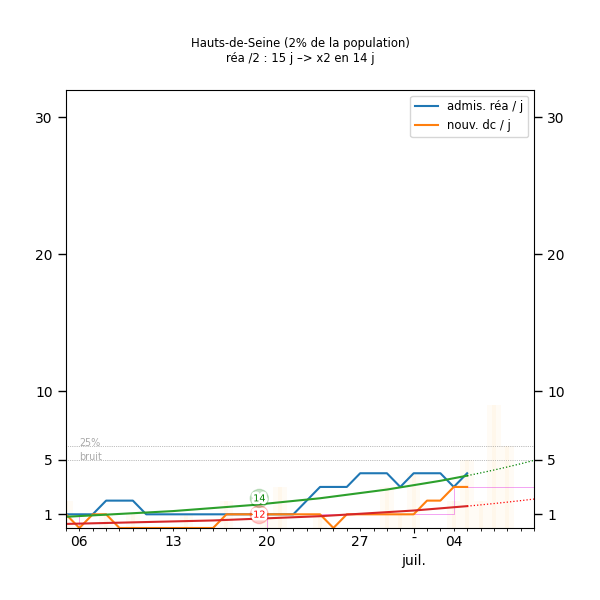 Hauts-de-Seine (2% de la population)
réa /2 : 15 j –> x2 en 14 j
admis. réa / j
nouv. dc / j
30 30
20 20
10 10
25%
bruit
5 5
14
12
1 1
06 13 20 27 - 04
juil.